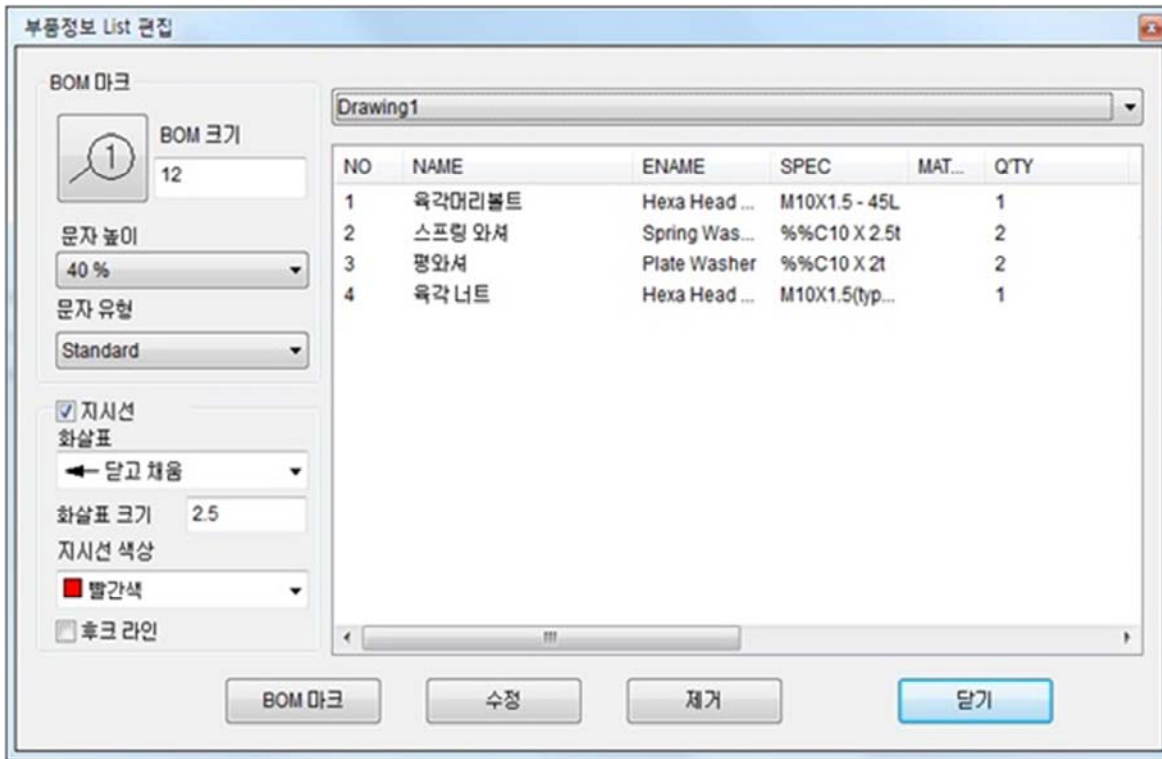 부품정보 List 편집
BOM 마크
1
BOM 크기
12
문자 높이
40 %
문자 유형
Standard
지시선
화살표
닫고 채움
화살표 크기 2.5
지시선 색상
빨간색
후크 라인
Drawing1
NO NAME ENAME SPEC MAT... Q'TY
1 육각머리볼트 Hexa Head ... M10X1.5 - 45L 1
2 스프링 와셔 Spring Was... %%C10 X 2.5t 2
3 평와셔 Plate Washer %%C10 X 2t 2
4 육각 너트 Hexa Head ... M10X1.5(typ... 1
BOM 마크 수정 제거 닫기